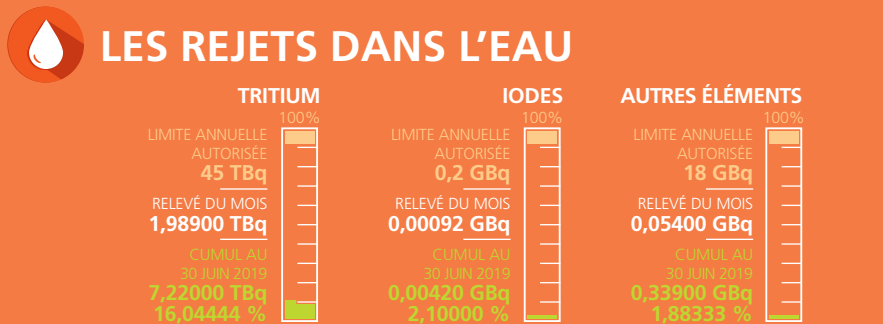 LES REJETS DANS L'EAU
TRITIUM
100%
LIMITE ANNUELLE
AUTORISÉE
45 TBq
RELEVÉ DU MOIS
1,98900 TBq
CUMUL AU
30 JUIN 2019
7,22000 TBq
16,04444 %
IODES
100%
LIMITE ANNUELLE
AUTORISÉE
0,2 GBq
RELEVÉ DU MOIS
0,00092 GBq
CUMUL AU
30 JUIN 2019
0,00420 GBq
2,10000 %
AUTRES ÉLÉMENTS
100%
LIMITE ANNUELLE
AUTORISÉE
18 GBq
RELEVÉ DU MOIS
0,05400 GBq
CUMUL AU
30 JUIN 2019
0,33900 GBq
1,88333 %